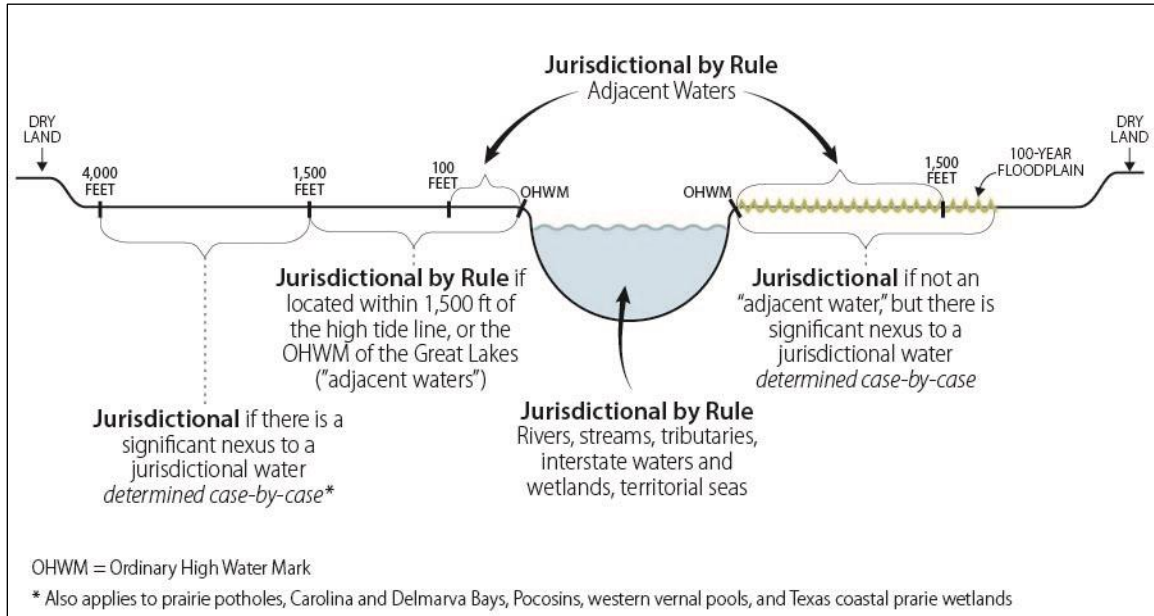 Jurisdictional by Rule
Adjacent Waters
DRY
LAND
4,000
FEET
1,500
FEET
100
FEET
OHWM
OHWM
1,500
FEET
100-YEAR
FLOODPLAIN
DRY
LAND
Jurisdictional by Rule if
located within 1,500 ft of
the high tide line, or the
OHWM of the Great Lakes
("adjacent waters")
Jurisdictional if not an
"adjacent water," but there is
significant nexus to a
jurisdictional water
determined case-by-case
Jurisdictional if there is a
significant nexus to a
jurisdictional water
determined case-by-case*
Jurisdictional by Rule
Rivers, streams, tributaries,
interstate waters and
wetlands, territorial seas
OHWM = Ordinary High Water Mark
* Also applies to prairie potholes, Carolina and Delmarva Bays, Pocosins, western vernal pools, and Texas coastal prarie wetlands